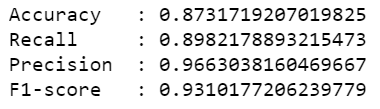 Accuracy : 0.8731719207019825
Recall : 0.8982178893215473
Precision : 0.9663038160469667
F1-score : 0.9310177206239779